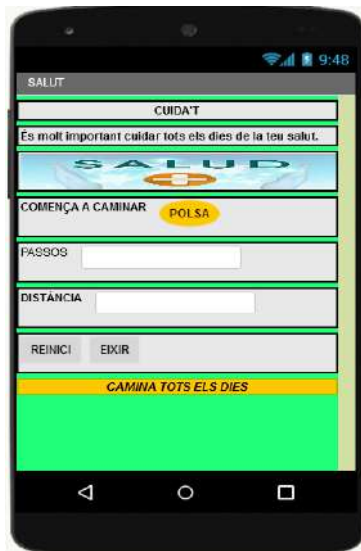 9:48
SALUT
CUIDA'T
És molt important cuidar tots els dies de la teu salut.
SALUD
COMENÇA A CAMINAR POLSA
PASSOS
DISTÀNCIA
REINICI EIXIR
CAMINA TOTS ELS DIES